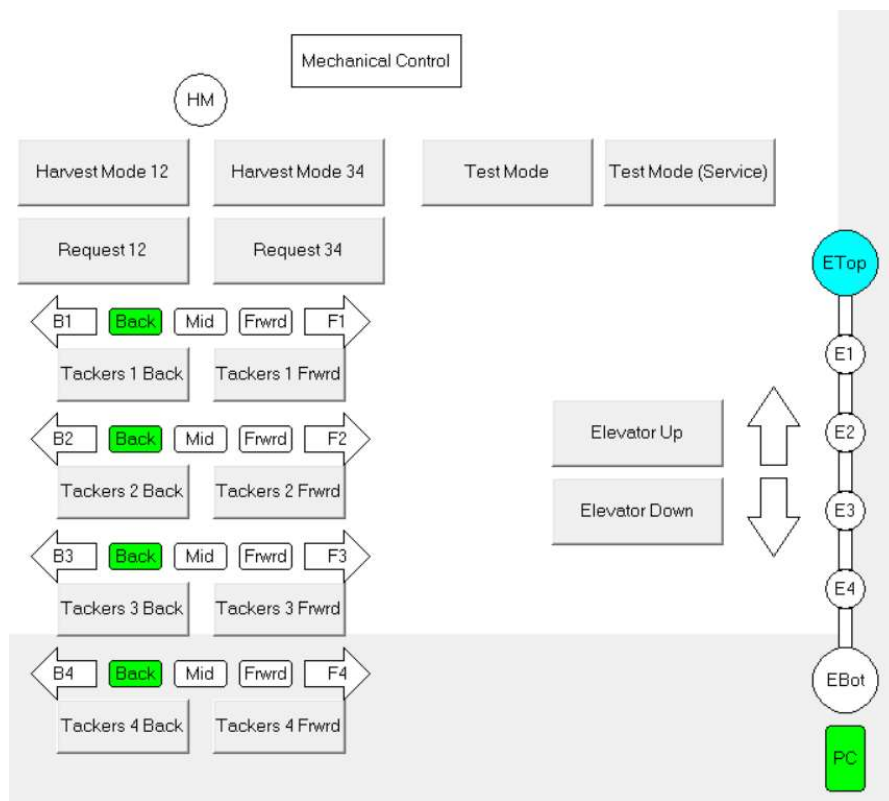 Mechanical Control
HM
Harvest Mode 12
Harvest Mode 34
Test Mode
Test Mode (Service)
Request 12
Request 34
ETop
B1 Back Mid Frwrd F1
E1
Tackers 1 Back
Tackers 1 Frwrd
B2 Back Mid Frwrd F2
Elevator Up
E2
Tackers 2 Back
Tackers 2 Frwrd
Elevator Down
E3
B3 Back Mid Frwrd F3
E4
Tackers 3 Back
Tackers 3 Frwrd
B4 Back Mid Frwrd F4
EBot
Tackers 4 Back
Tackers 4 Frwrd
PC